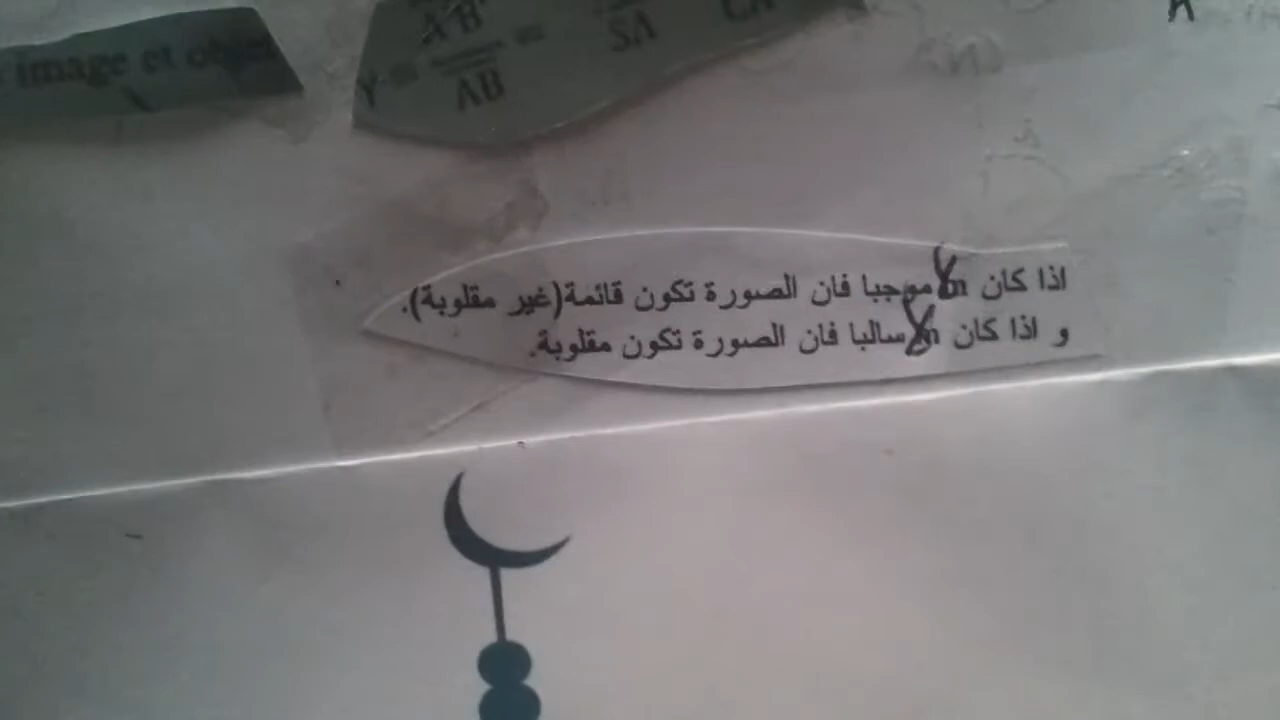 image et objet
A'B'
γ = =
AB
SA
CA
اذا كان γ موجبا فان الصورة تكون قائمة(غير مقلوبة).
و اذا كان γ سالبا فان الصورة تكون مقلوبة.